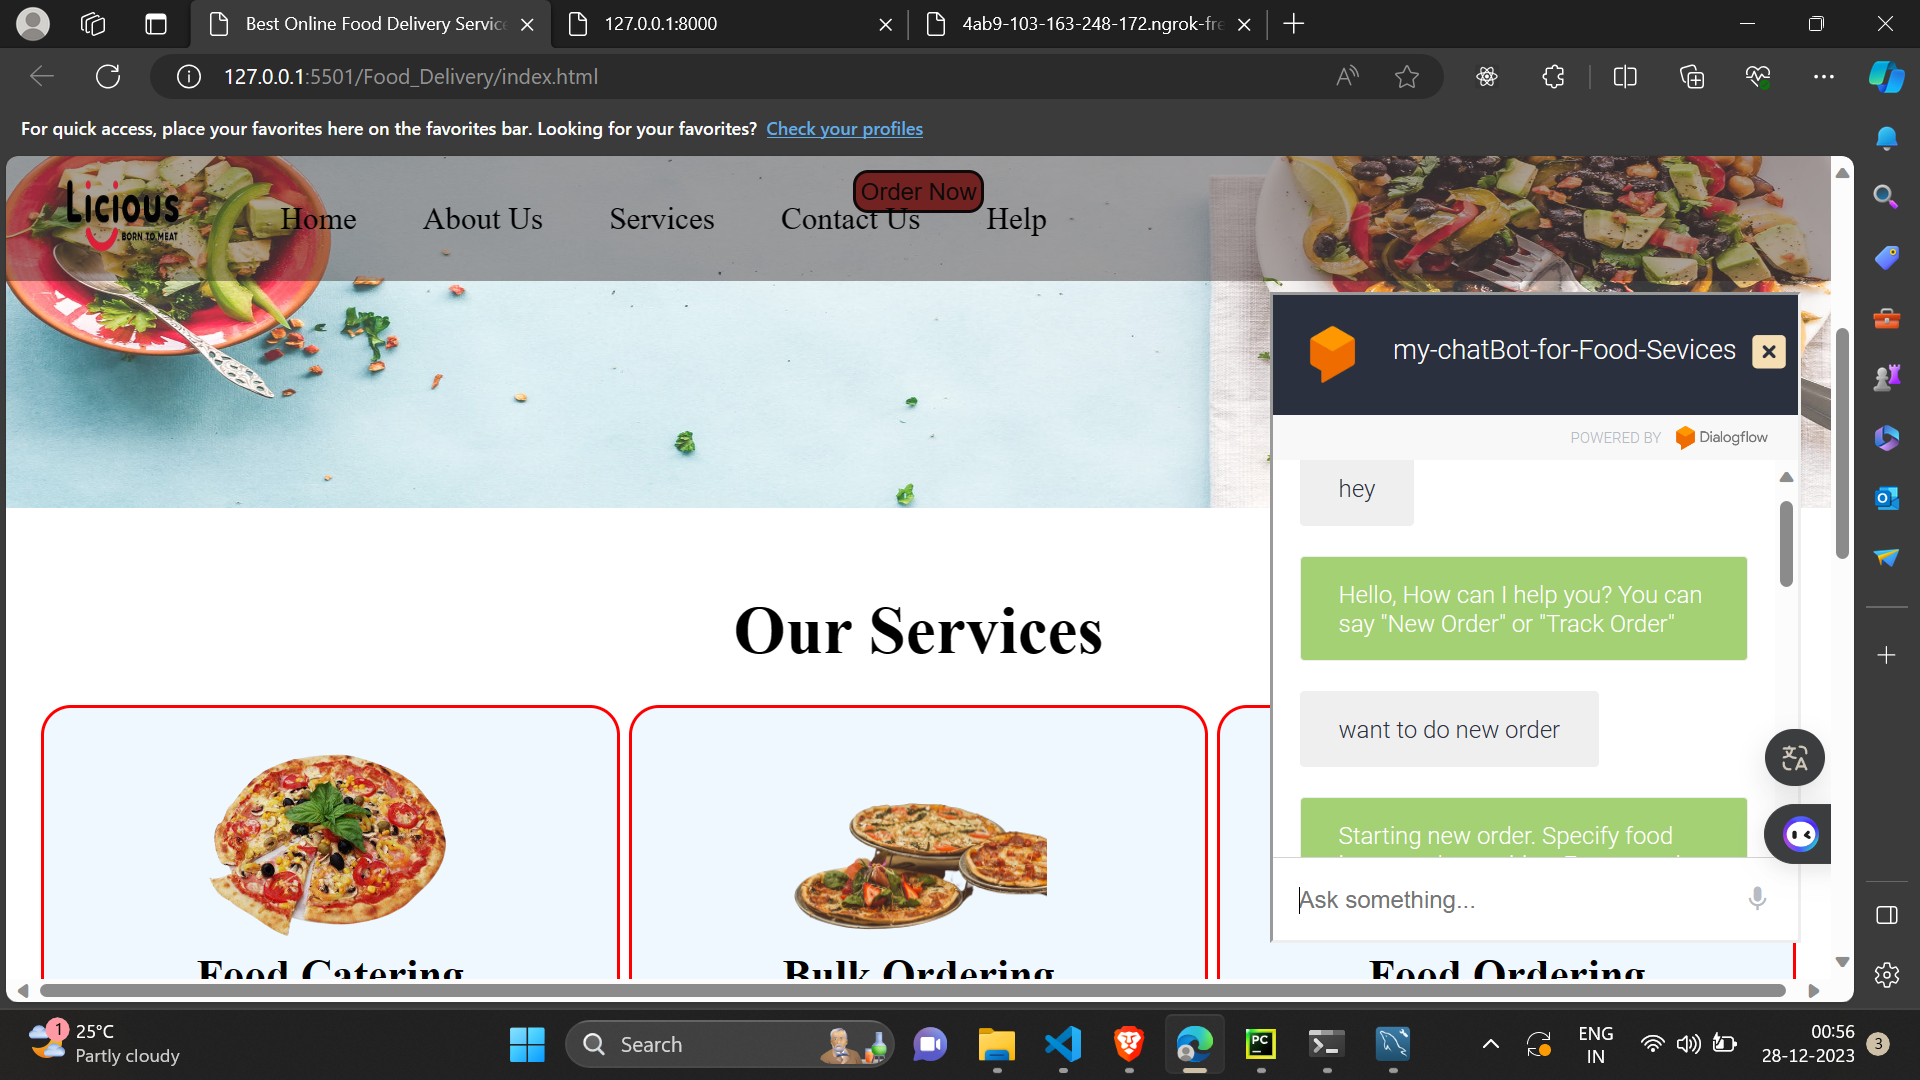 Best Online Food Delivery Service
127.0.0.1:8000
4ab9-103-163-248-172.ngrok-fre
127.0.0.1:5501/Food_Delivery/index.html
For quick access, place your favorites here on the favorites bar. Looking for your favorites? Check your profiles
Licious
BORN TO MEAT
Order Now
Home
About Us
Services
Contact Us
Help
my-chatBot-for-Food-Sevices
POWERED BY Dialogflow
hey
Hello, How can I help you? You can
say "New Order" or "Track Order"
want to do new order
Starting new order. Specify food
Ask something...
Our Services
Food Catering
Bulk Ordering
Food Ordering
1
25°C
Partly cloudy
Search
PC
ENG
IN
00:56
28-12-2023
3